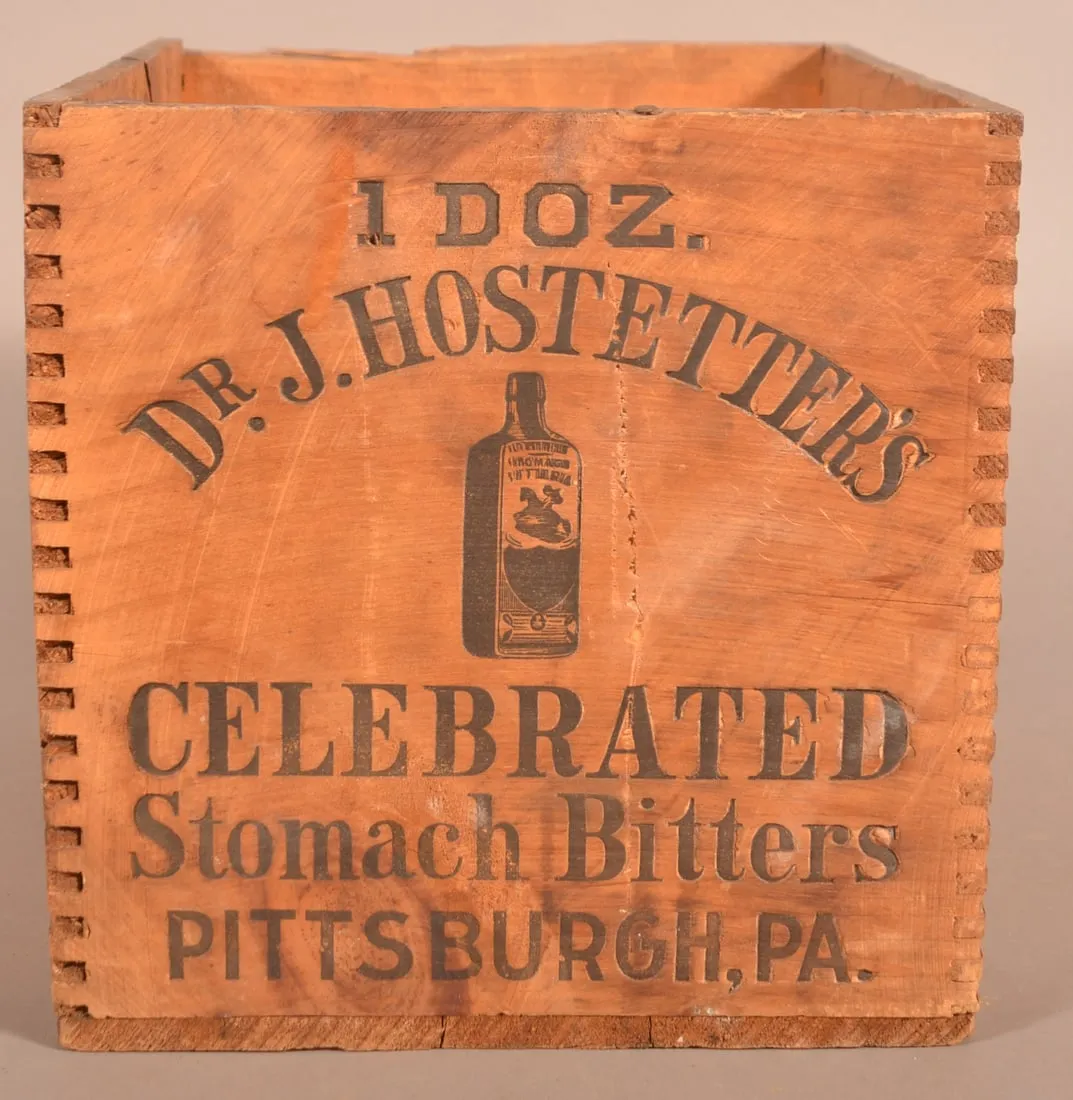 1 DOZ.
DR. J. HOSTETTER'S
CELEBRATED
Stomach Bitters
PITTSBURGH, PA.